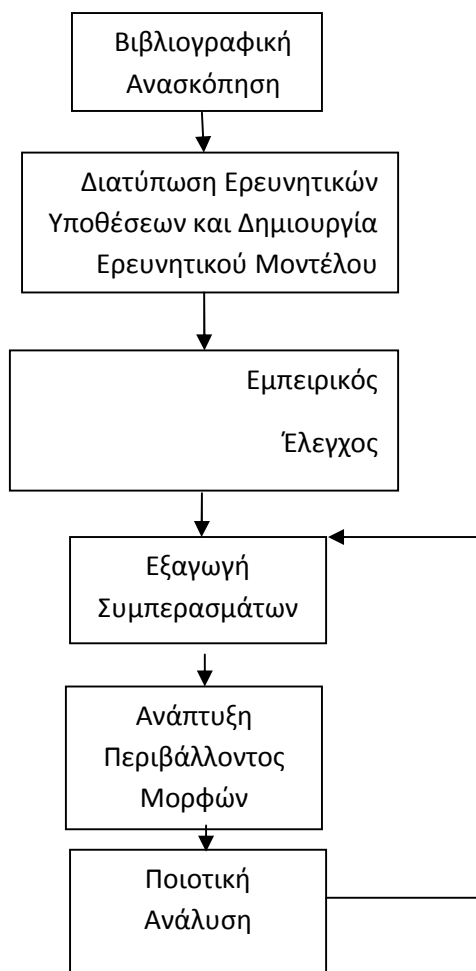 Βιβλιογραφική
Ανασκόπηση
Διατύπωση Ερευνητικών
Υποθέσεων και Δημιουργία
Ερευνητικού Μοντέλου
Εμπειρικός
Έλεγχος
Εξαγωγή
Συμπερασμάτων
Ανάπτυξη
Περιβάλλοντος
Μορφών
Ποιοτική
Ανάλυση